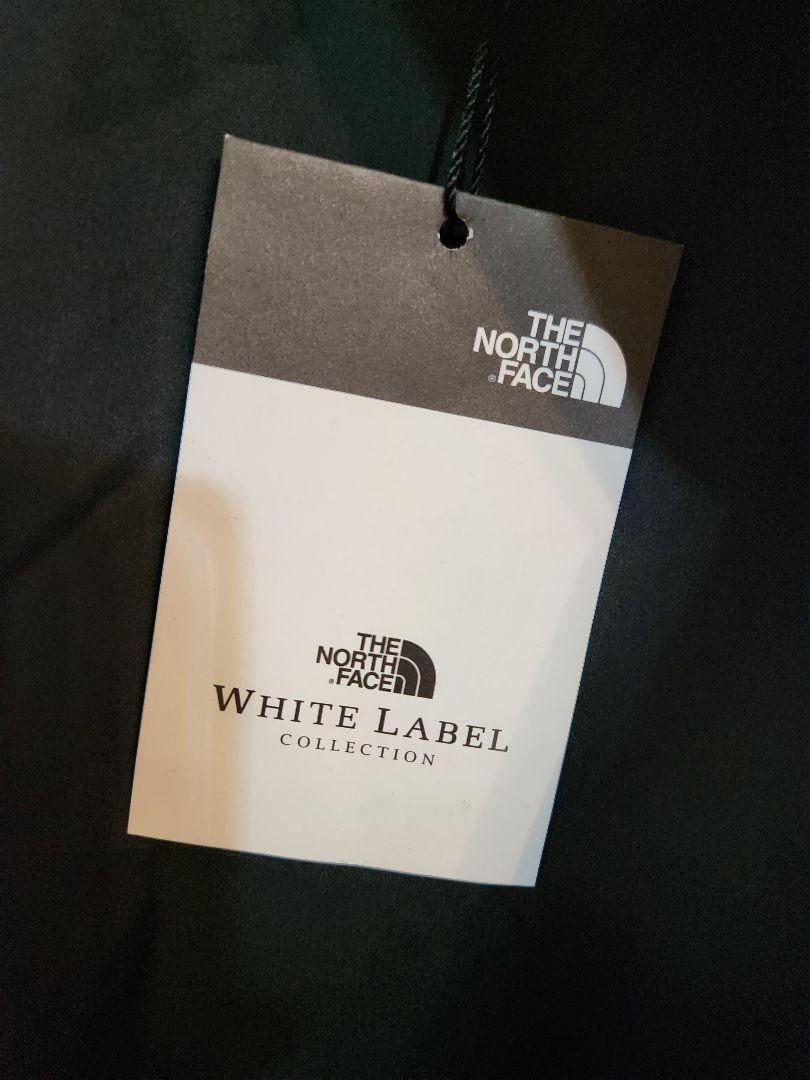 THE
NORTH
® FACE
THE
NORTH
® FACE
WHITE LABEL
COLLECTION